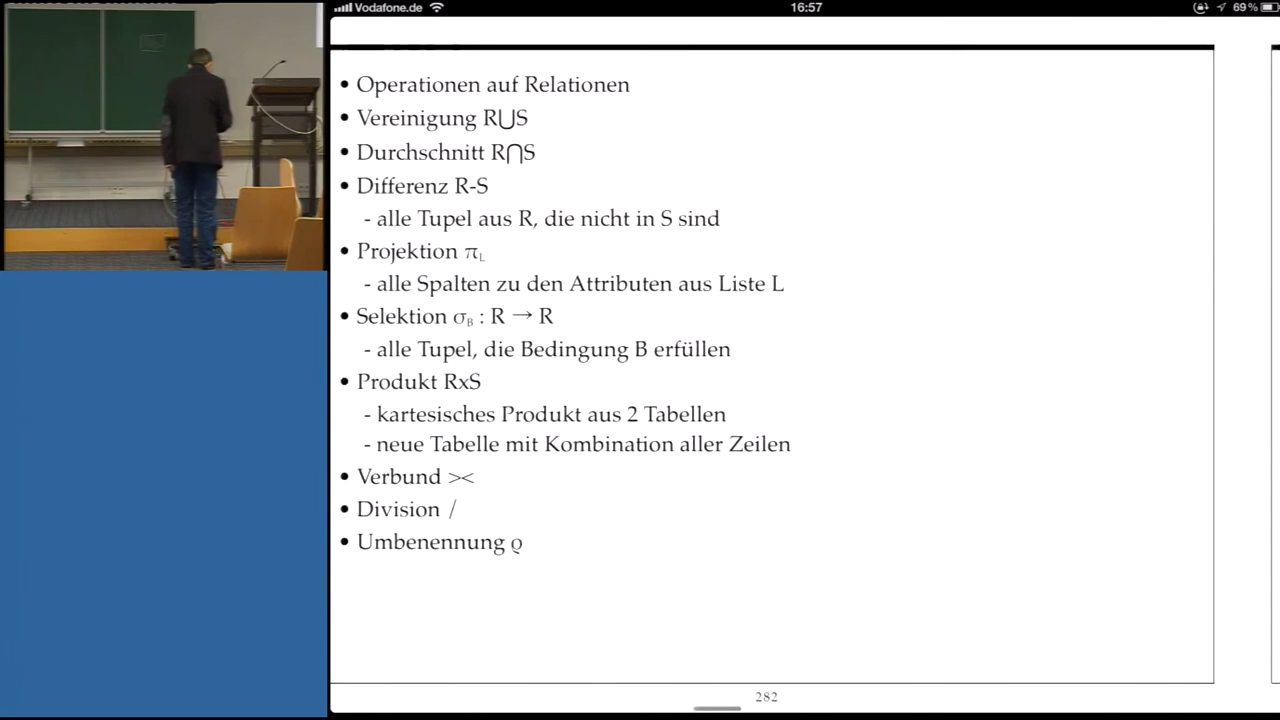 Vodafone.de 16:57 69%
• Operationen auf Relationen
• Vereinigung R⋃S
• Durchschnitt R⋂S
• Differenz R-S
- alle Tupel aus R, die nicht in S sind
• Projektion π_L
- alle Spalten zu den Attributen aus Liste L
• Selektion σ_B : R → R
- alle Tupel, die Bedingung B erfüllen
• Produkt RxS
- kartesisches Produkt aus 2 Tabellen
- neue Tabelle mit Kombination aller Zeilen
• Verbund ><
• Division /
• Umbenennung ϱ
282